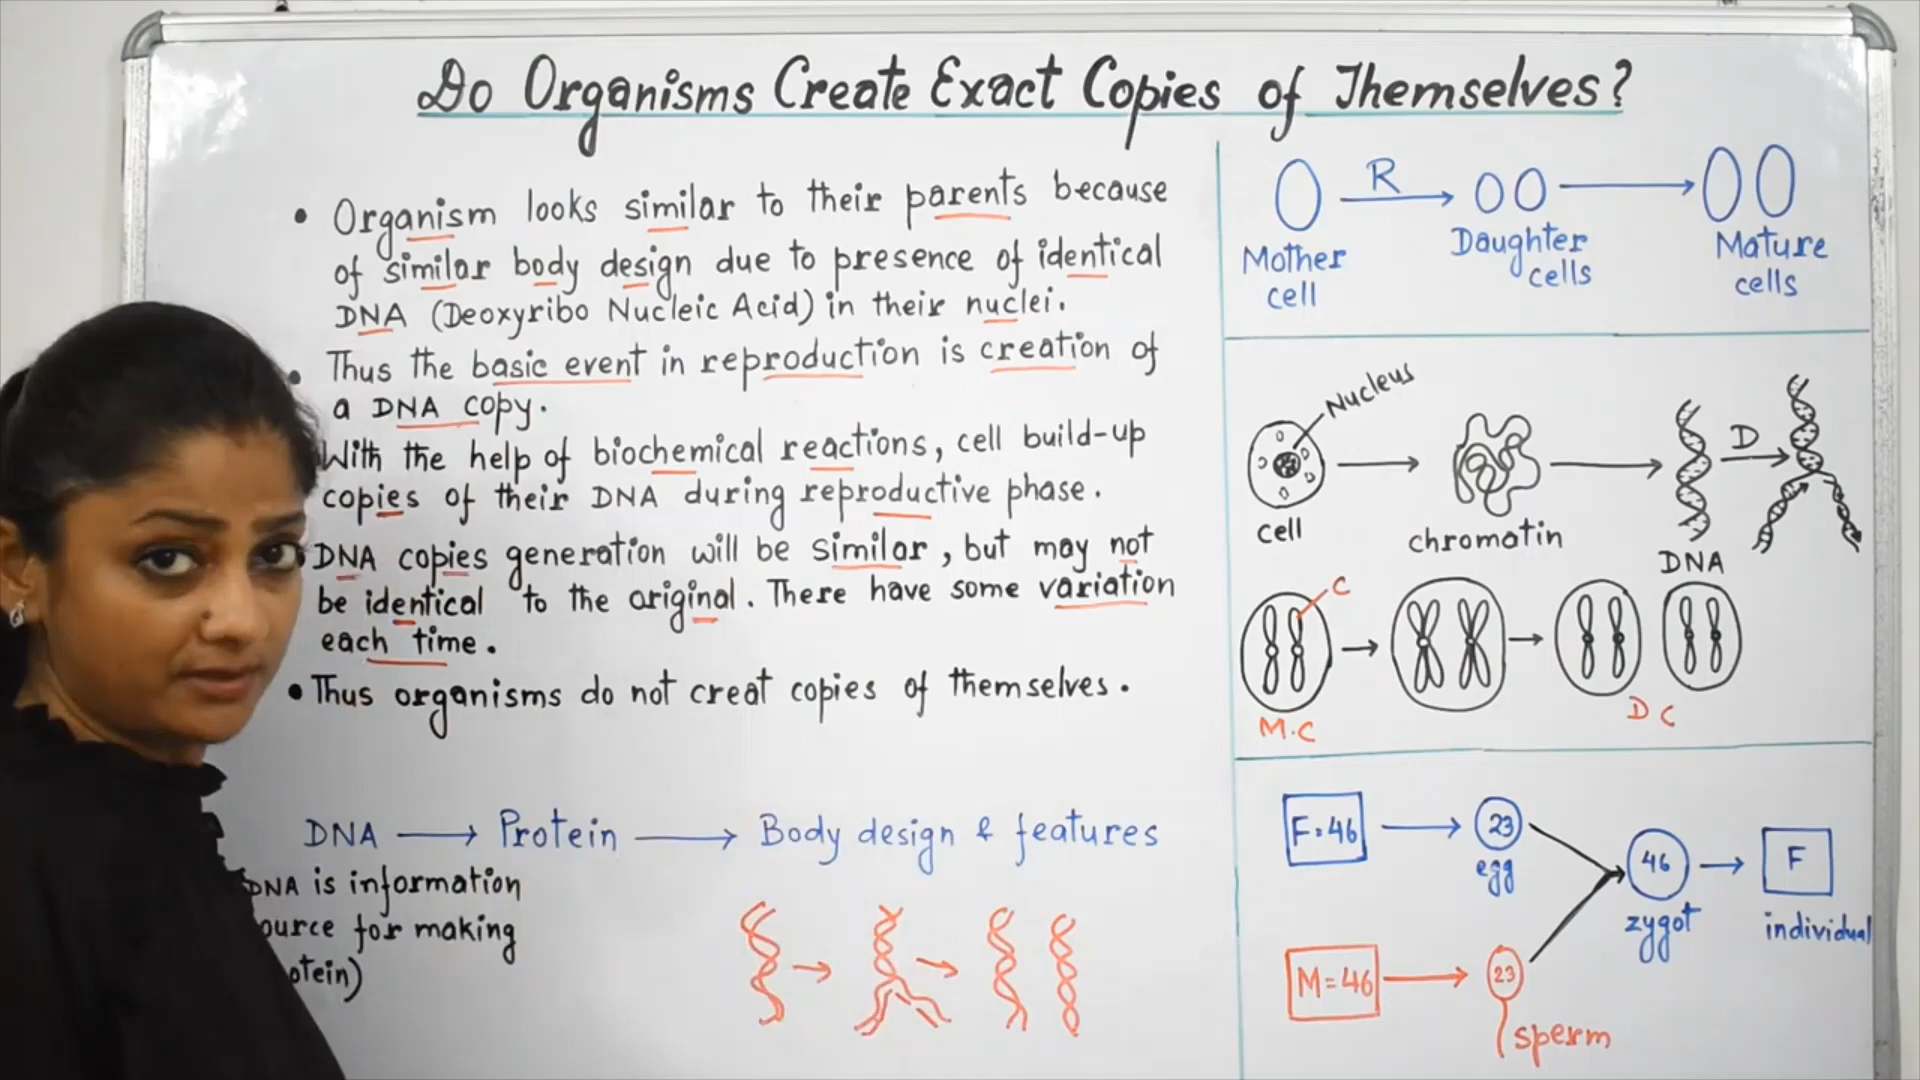 Do Organisms Create Exact Copies of Themselves?
• Organism looks similar to their parents because
of similar body design due to presence of identical
DNA (Deoxyribo Nucleic Acid) in their nuclei.
• Thus the basic event in reproduction is creation of
a DNA copy.
With the help of biochemical reactions, cell build-up
copies of their DNA during reproductive phase.
• DNA copies generation will be similar, but may not
be identical to the original. There have some variation
each time.
• Thus organisms do not creat copies of themselves.
DNA → Protein → Body design & features
DNA is information
for making
R
Mother
cell
Daughter
cells
Mature
cells
Nucleus
cell
chromatin
DNA
D
C
M.C
D C
F=46
23
egg
46
zygot
F
individual
M=46
23
sperm